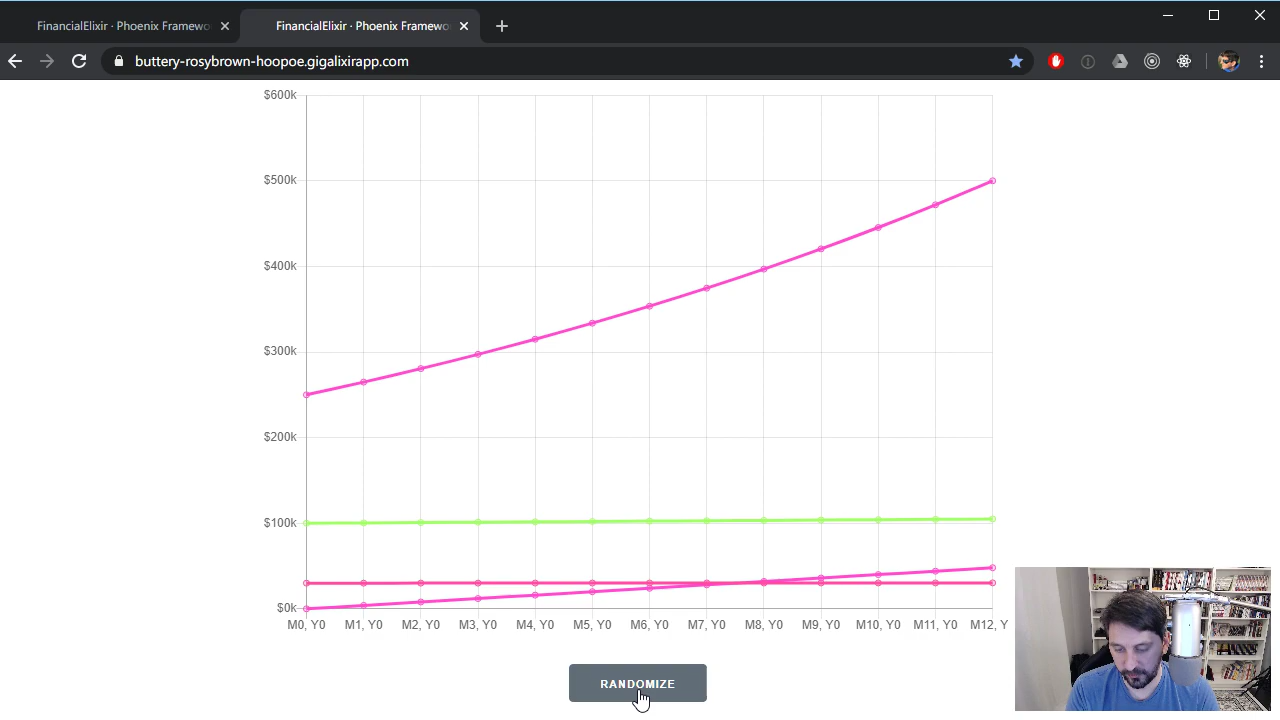 FinancialElixir · Phoenix Framewo
FinancialElixir · Phoenix Framewo
buttery-rosybrown-hoopoe.gigalixirapp.com
$600k
$500k
$400k
$300k
$200k
$100k
$0k
M0, Y0 M1, Y0 M2, Y0 M3, Y0 M4, Y0 M5, Y0 M6, Y0 M7, Y0 M8, Y0 M9, Y0 M10, Y0 M11, Y0 M12, Y
RANDOMIZE